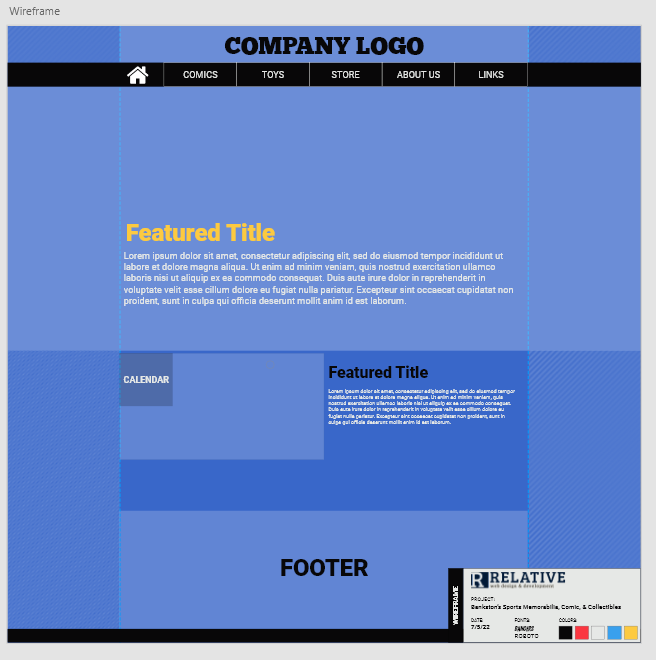 Wireframe
COMPANY LOGO
COMICS TOYS STORE ABOUT US LINKS
Featured Title
Lorem ipsum dolor sit amet, consectetur adipiscing elit, sed do eiusmod tempor incididunt ut
labore et dolore magna aliqua. Ut enim ad minim veniam, quis nostrud exercitation ullamco
laboris nisi ut aliquip ex ea commodo consequat. Duis aute irure dolor in reprehenderit in
voluptate velit esse cillum dolore eu fugiat nulla pariatur. Excepteur sint occaecat cupidatat non
proident, sunt in culpa qui officia deserunt mollit anim id est laborum.
CALENDAR
Featured Title
Lorem ipsum dolor sit amet, consectetur adipiscing elit, sed do eiusmod tempor
incididunt ut labore et dolore magna aliqua. Ut enim ad minim veniam, quis
nostrud exercitation ullamco laboris nisi ut aliquip ex ea commodo consequat.
Duis aute irure dolor in reprehenderit in voluptate velit esse cillum dolore eu
fugiat nulla pariatur. Excepteur sint occaecat cupidatat non proident, sunt in
culpa qui officia deserunt mollit anim id est laborum.
FOOTER
WIREFRAME
RELATIVE
web design & development
PROJECT:
Bankston's Sports Memorabilia, Comic, & Collectibles
DATE FONTS COLORS
7/5/22
ROBOTO